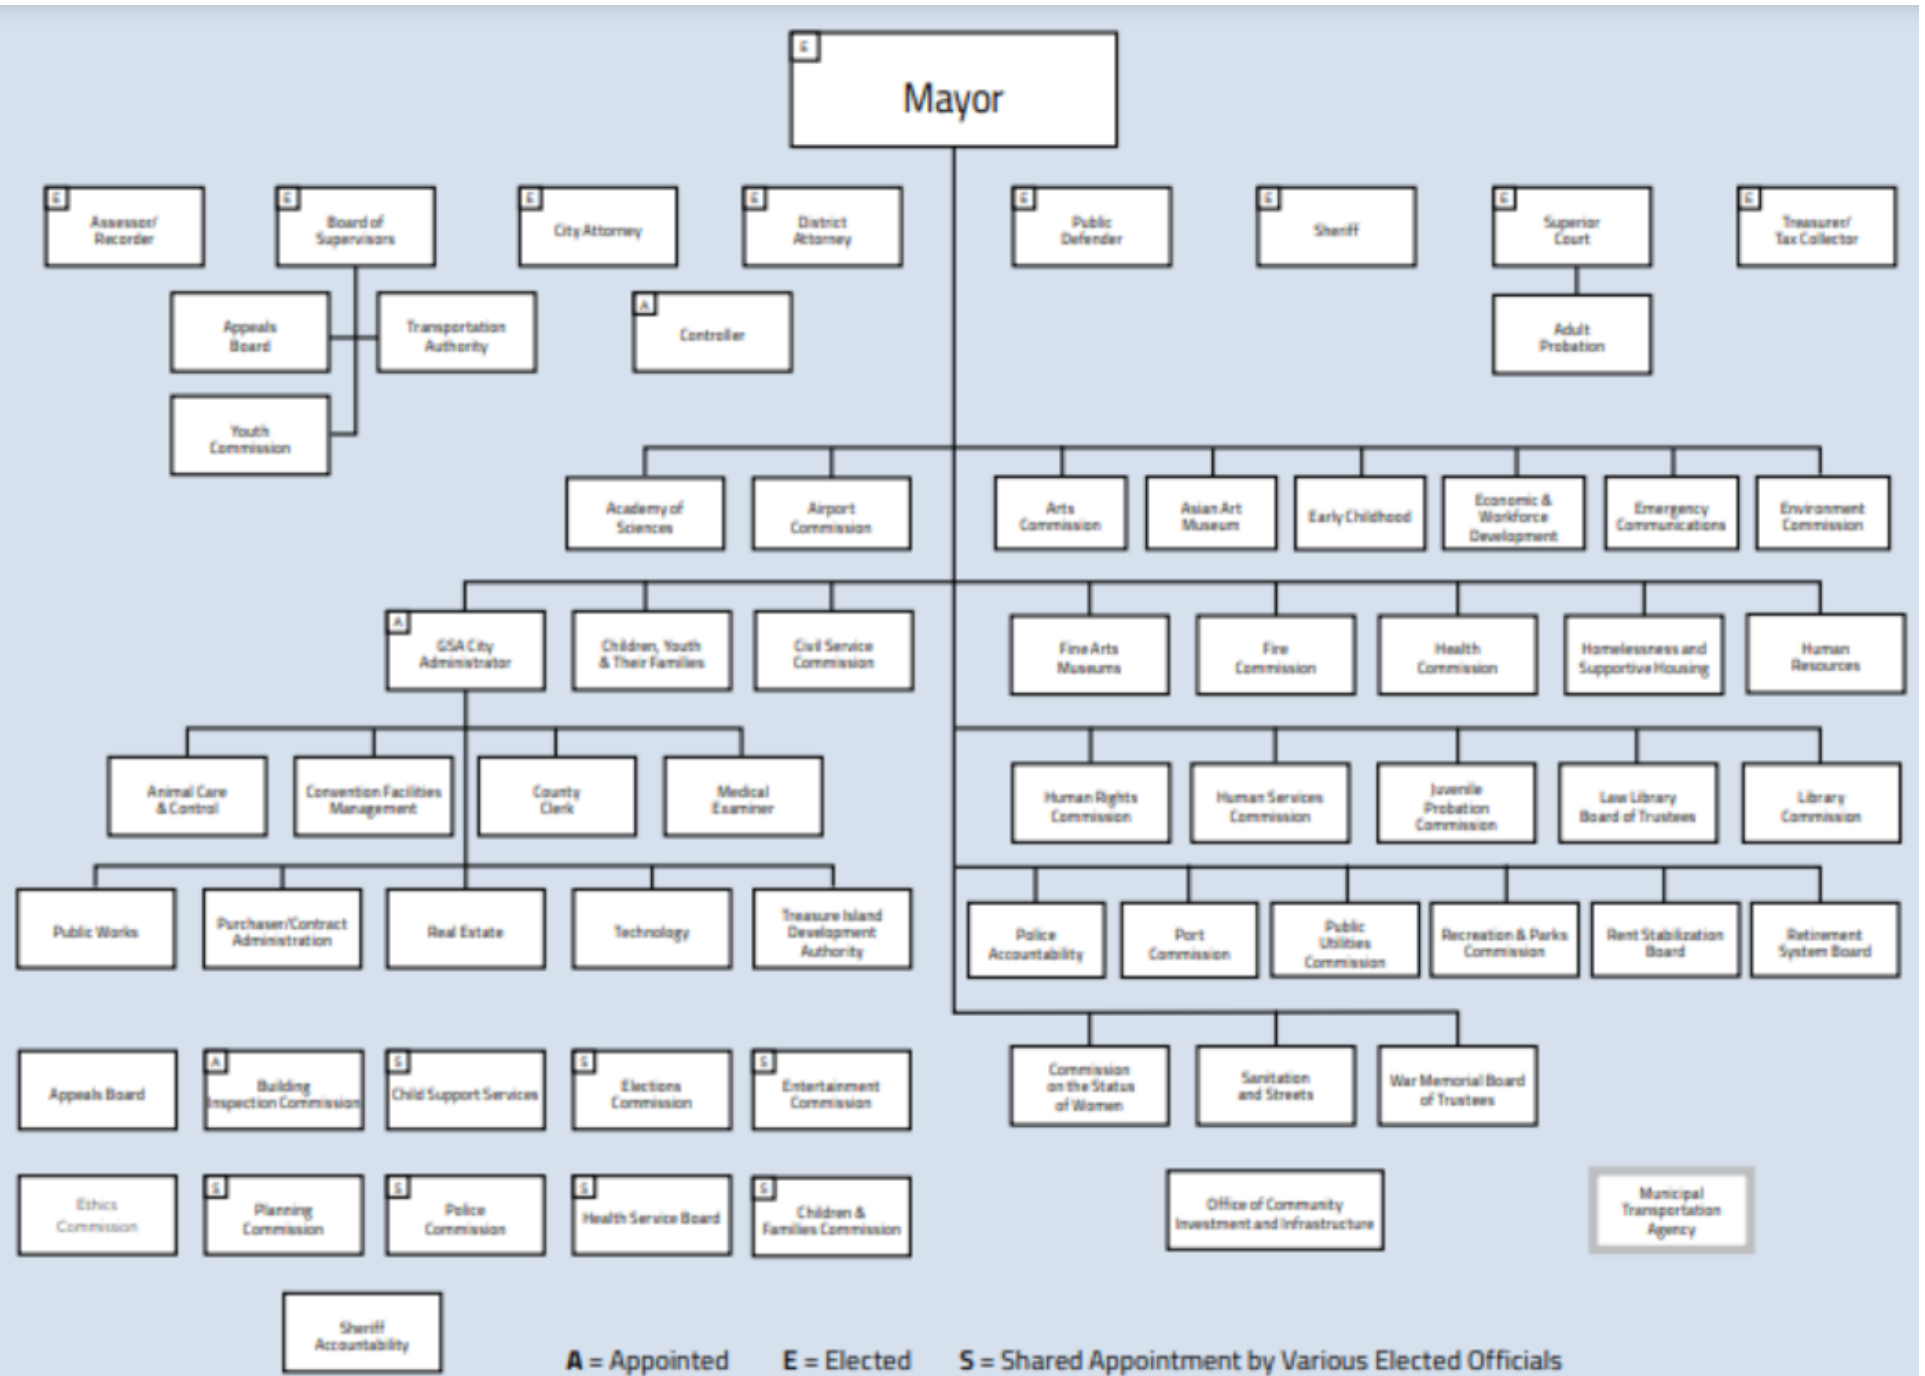 E
Mayor
E
Assessor/
Recorder
E
Board of
Supervisors
E
City Attorney
E
District
Attorney
E
Public
Defender
E
Sheriff
E
Superior
Court
E
Treasurer/
Tax Collector
Appeals
Board
Transportation
Authority
A
Controller
Adult
Probation
Youth
Commission
Academy of
Sciences
Airport
Commission
Arts
Commission
Asian Art
Museum
Early Childhood
Economic &
Workforce
Development
Emergency
Communications
Environment
Commission
A
GSA City
Administrator
Children, Youth
& Their Families
Civil Service
Commission
Fine Arts
Museums
Fire
Commission
Health
Commission
Homelessness and
Supportive Housing
Human
Resources
Animal Care
& Control
Convention Facilities
Management
County
Clerk
Medical
Examiner
Human Rights
Commission
Human Services
Commission
Juvenile
Probation
Commission
Law Library
Board of Trustees
Library
Commission
Public Works
Purchaser/Contract
Administration
Real Estate
Technology
Treasure Island
Development
Authority
Police
Accountability
Port
Commission
Public
Utilities
Commission
Recreation & Parks
Commission
Rent Stabilization
Board
Retirement
System Board
Appeals Board
A
Building
Inspection Commission
S
Child Support Services
S
Elections
Commission
S
Entertainment
Commission
Commission
on the Status
of Women
Sanitation
and Streets
War Memorial Board
of Trustees
Ethics
Commission
S
Planning
Commission
S
Police
Commission
S
Health Service Board
S
Children &
Families Commission
Office of Community
Investment and Infrastructure
Municipal
Transportation
Agency
Sheriff
Accountability
A = Appointed E = Elected S = Shared Appointment by Various Elected Officials